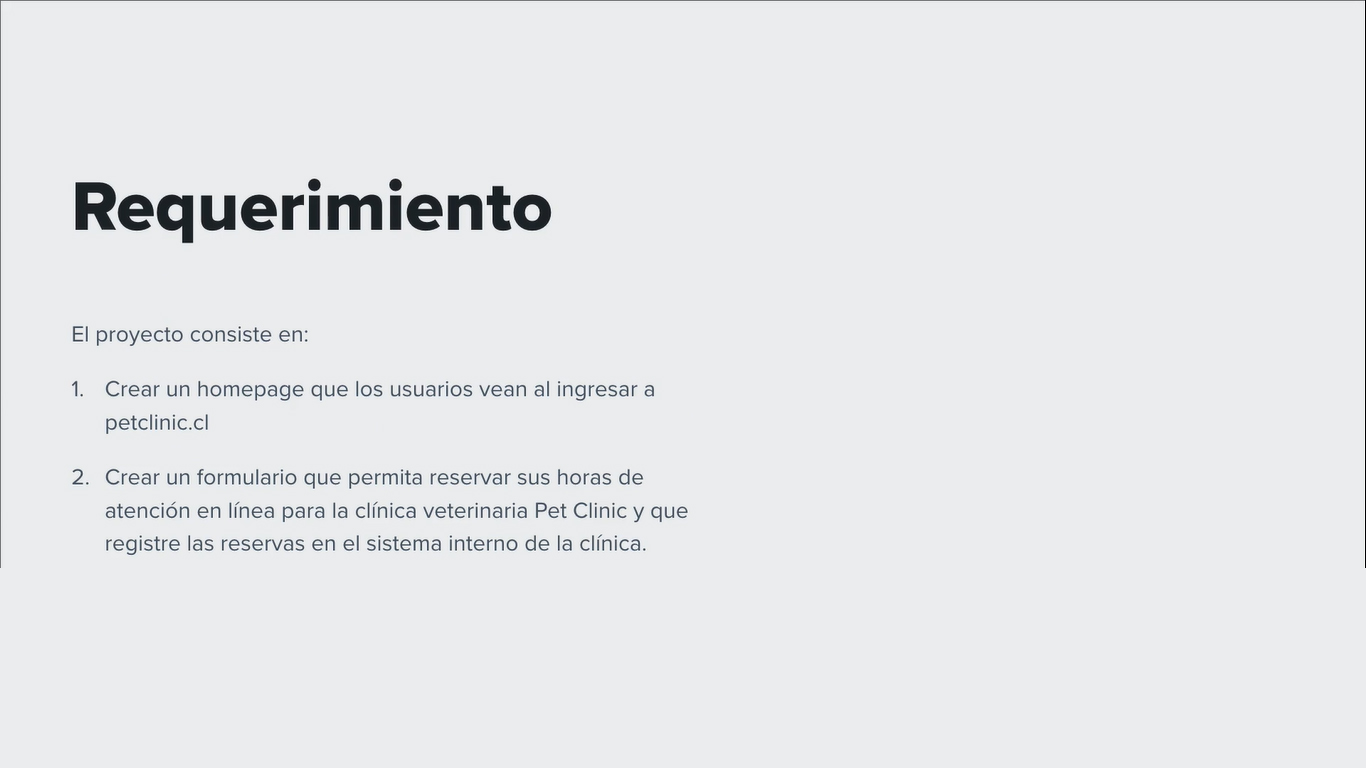 Requerimiento
El proyecto consiste en:
1. Crear un homepage que los usuarios vean al ingresar a
petclinic.cl
2. Crear un formulario que permita reservar sus horas de
atención en línea para la clínica veterinaria Pet Clinic y que
registre las reservas en el sistema interno de la clínica.